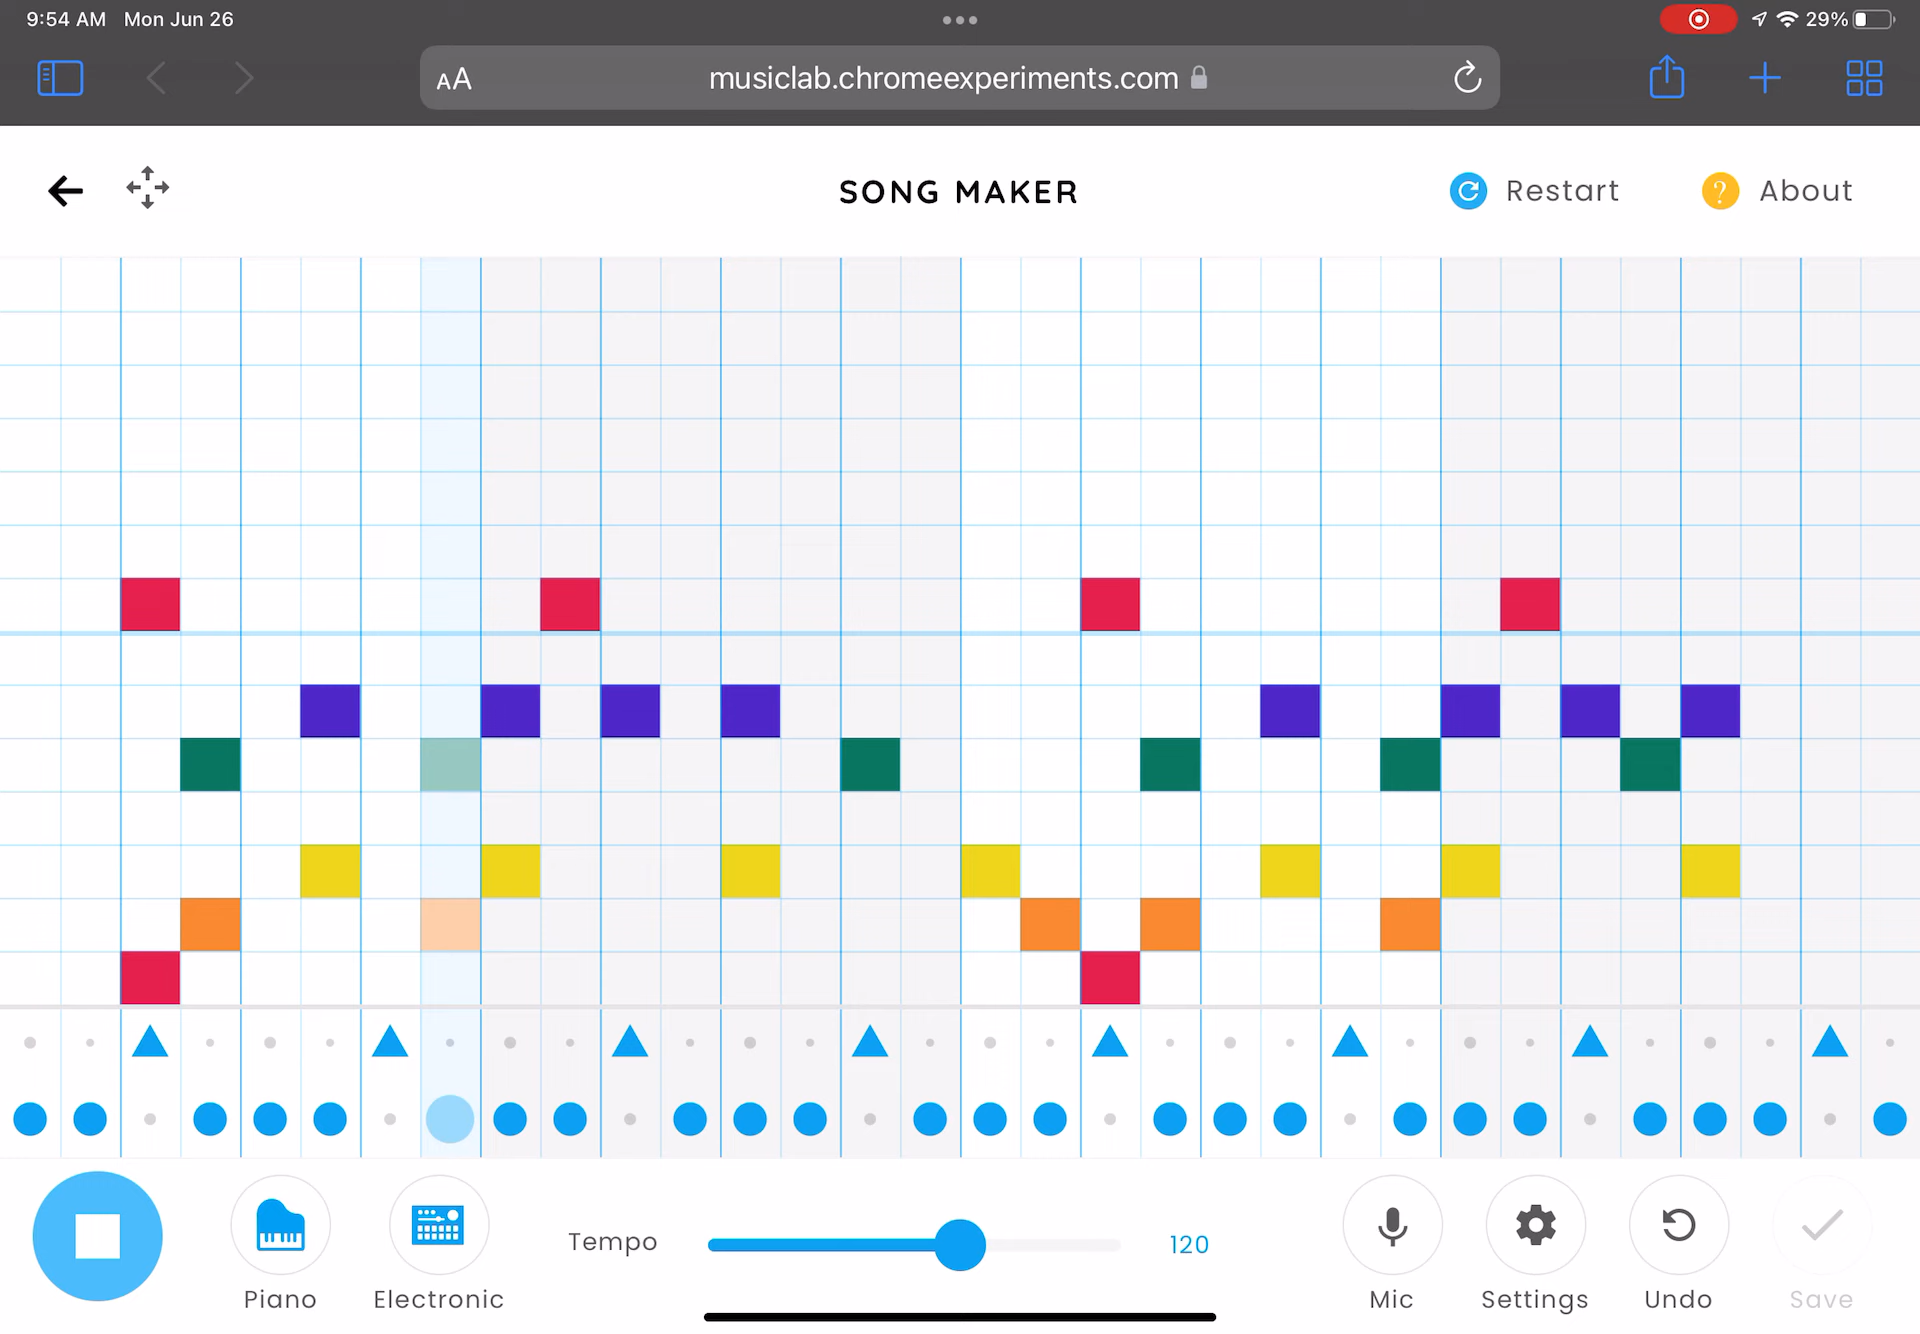 9:54 AM Mon Jun 26
29%
AA musiclab.chromeexperiments.com
SONG MAKER
Restart
? About
Tempo
120
Piano
Electronic
Mic
Settings
Undo
Save